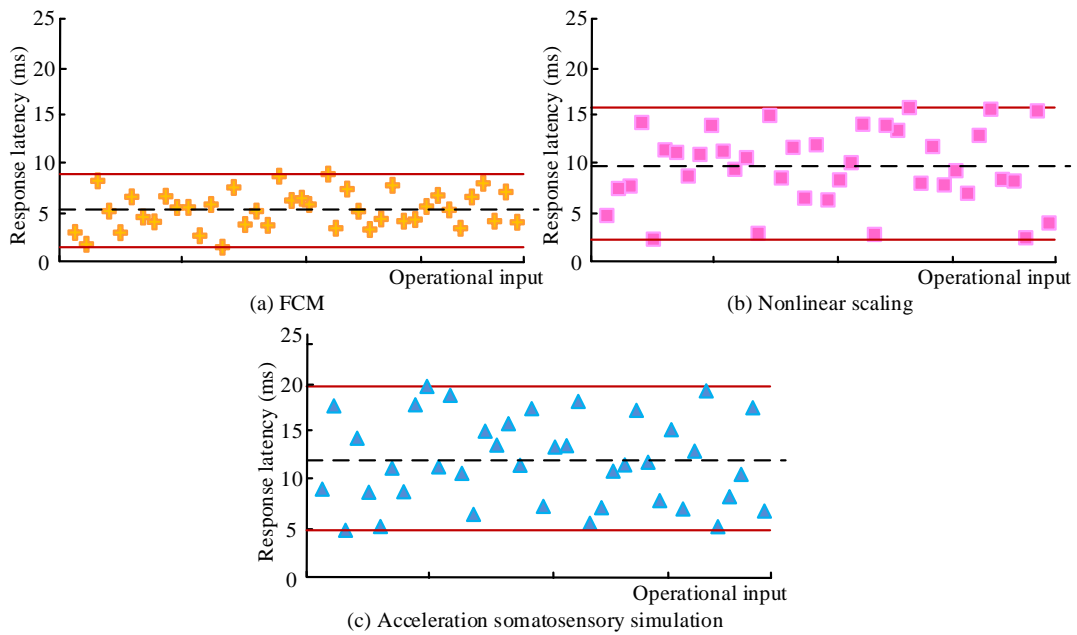 Response latency (ms)
25
20
15
10
5
0
Operational input
(a) FCM
Response latency (ms)
25
20
15
10
5
0
Operational input
(b) Nonlinear scaling
Response latency (ms)
25
20
15
10
5
0
Operational input
(c) Acceleration somatosensory simulation